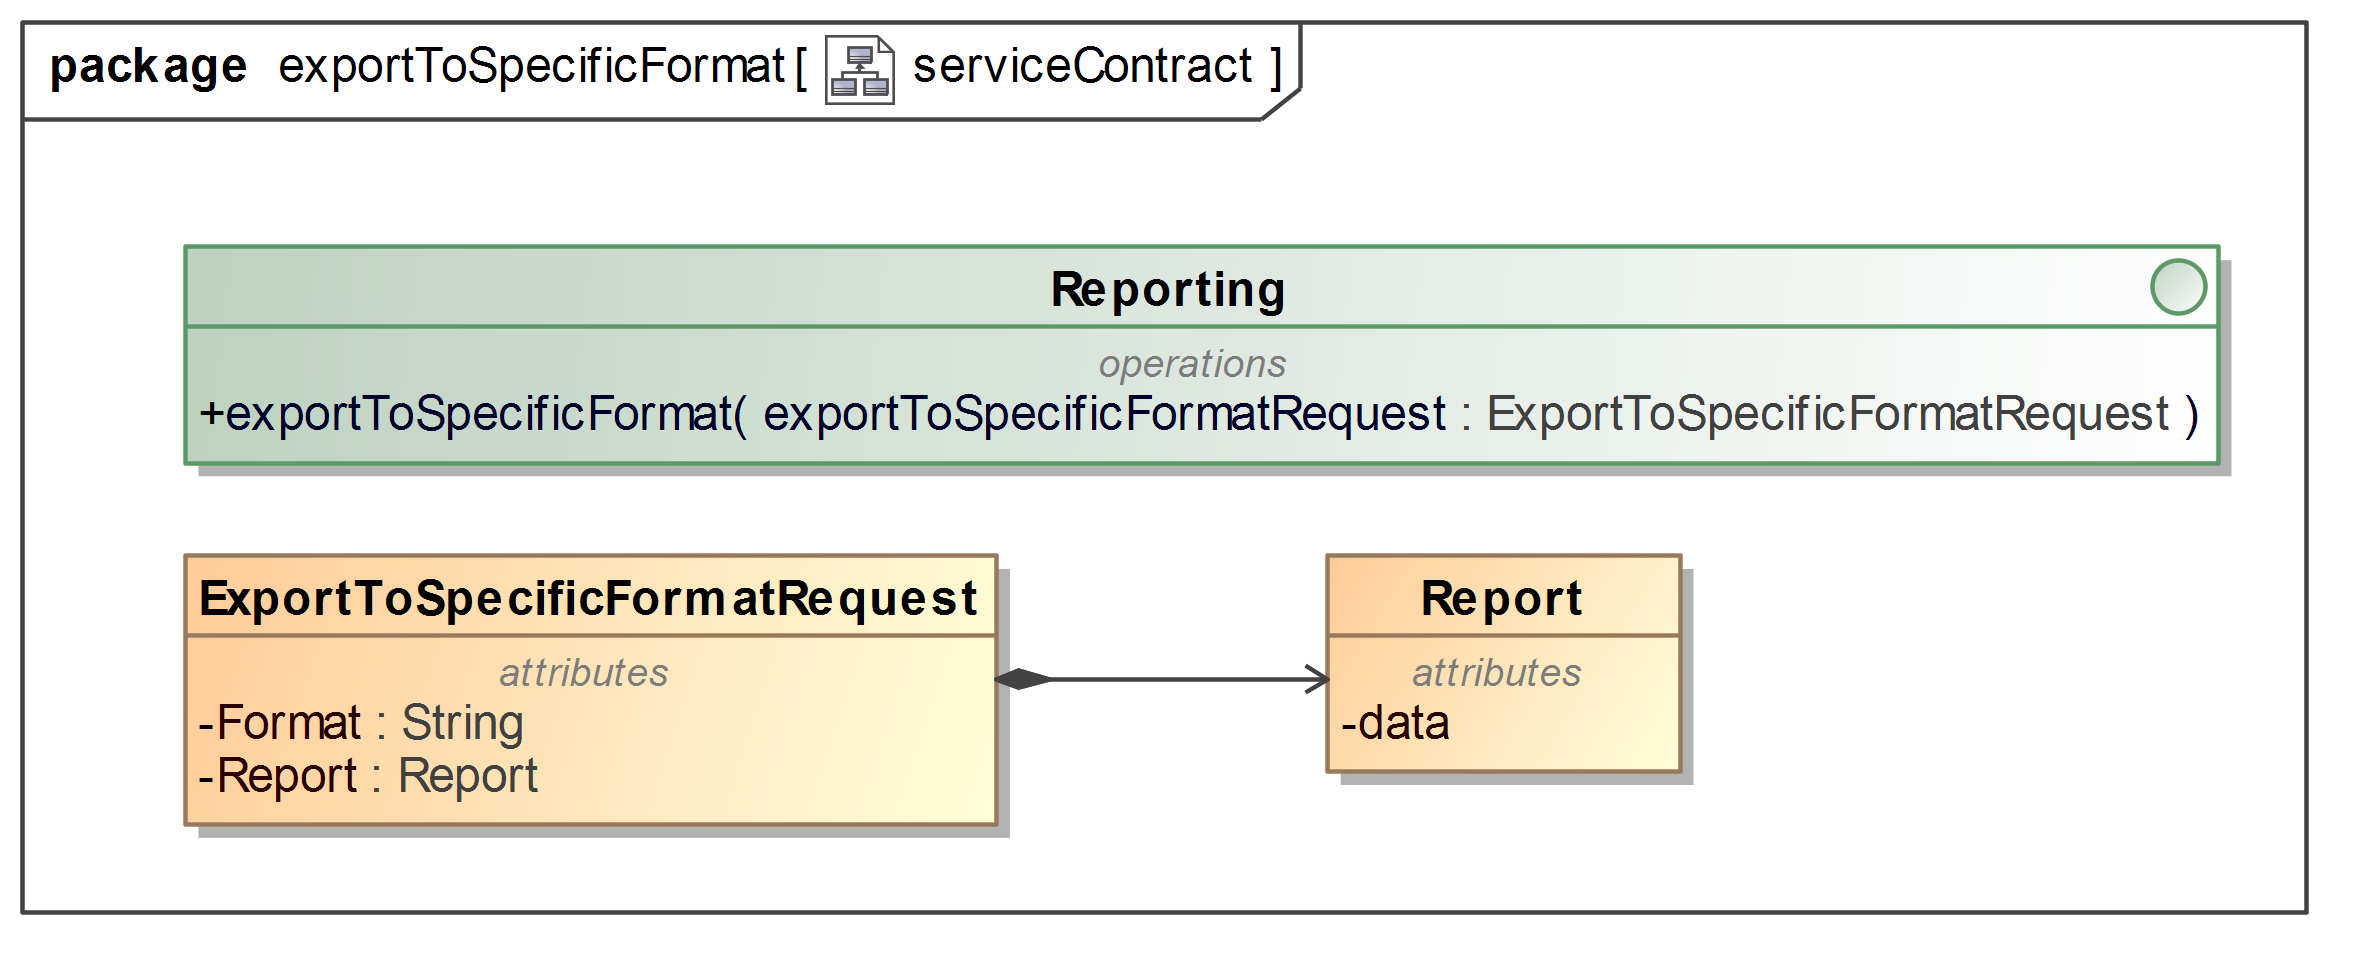 package exportToSpecificFormat[ serviceContract ]
Reporting
operations
+exportToSpecificFormat( exportToSpecificFormatRequest : ExportToSpecificFormatRequest )
ExportToSpecificFormatRequest
attributes
-Format : String
-Report : Report
Report
attributes
-data